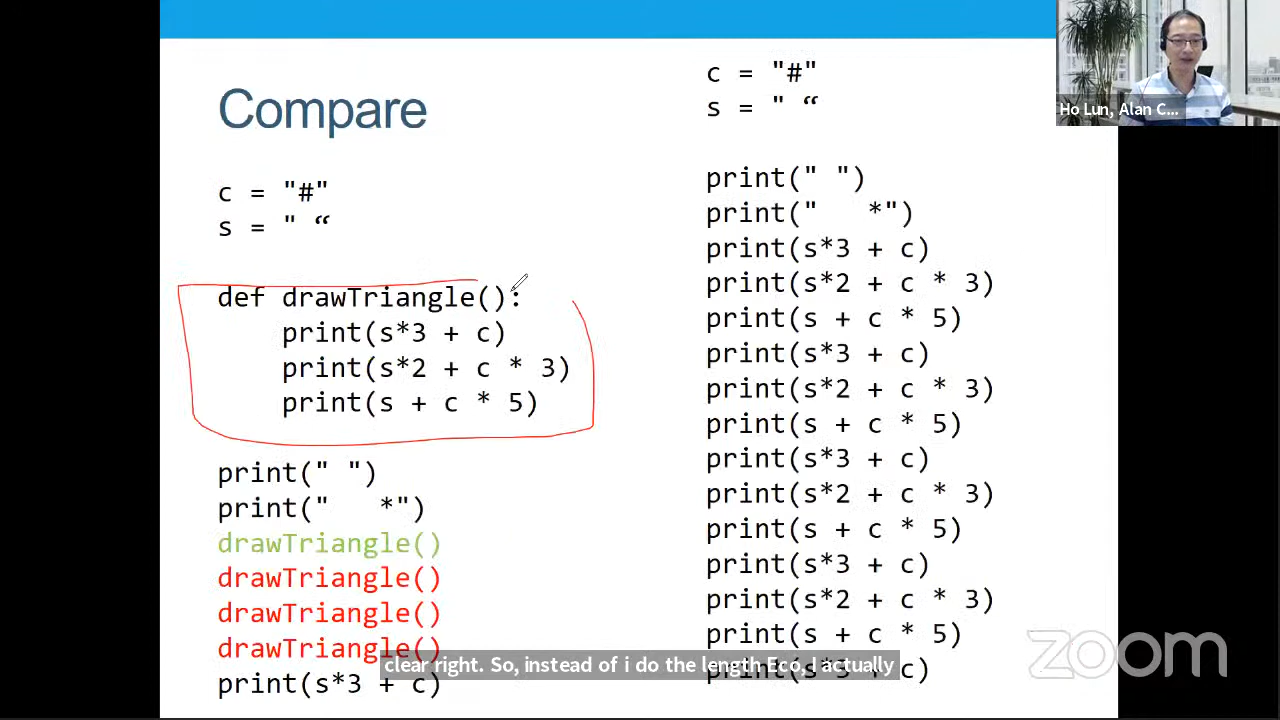 Compare
c = "#"
s = " “
def drawTriangle():
print(s*3 + c)
print(s*2 + c * 3)
print(s + c * 5)
print(" ")
print("   *")
drawTriangle()
drawTriangle()
drawTriangle()
drawTriangle()
print(s*3 + c)
c = "#"
s = " “
print(" ")
print("   *")
print(s*3 + c)
print(s*2 + c * 3)
print(s + c * 5)
print(s*3 + c)
print(s*2 + c * 3)
print(s + c * 5)
print(s*3 + c)
print(s*2 + c * 3)
print(s + c * 5)
print(s*3 + c)
print(s*2 + c * 3)
print(s + c * 5)
print(s*3 + c)
Ho Lun, Alan C...
clear right. So, instead of i do the length Eco, I actually
zoom